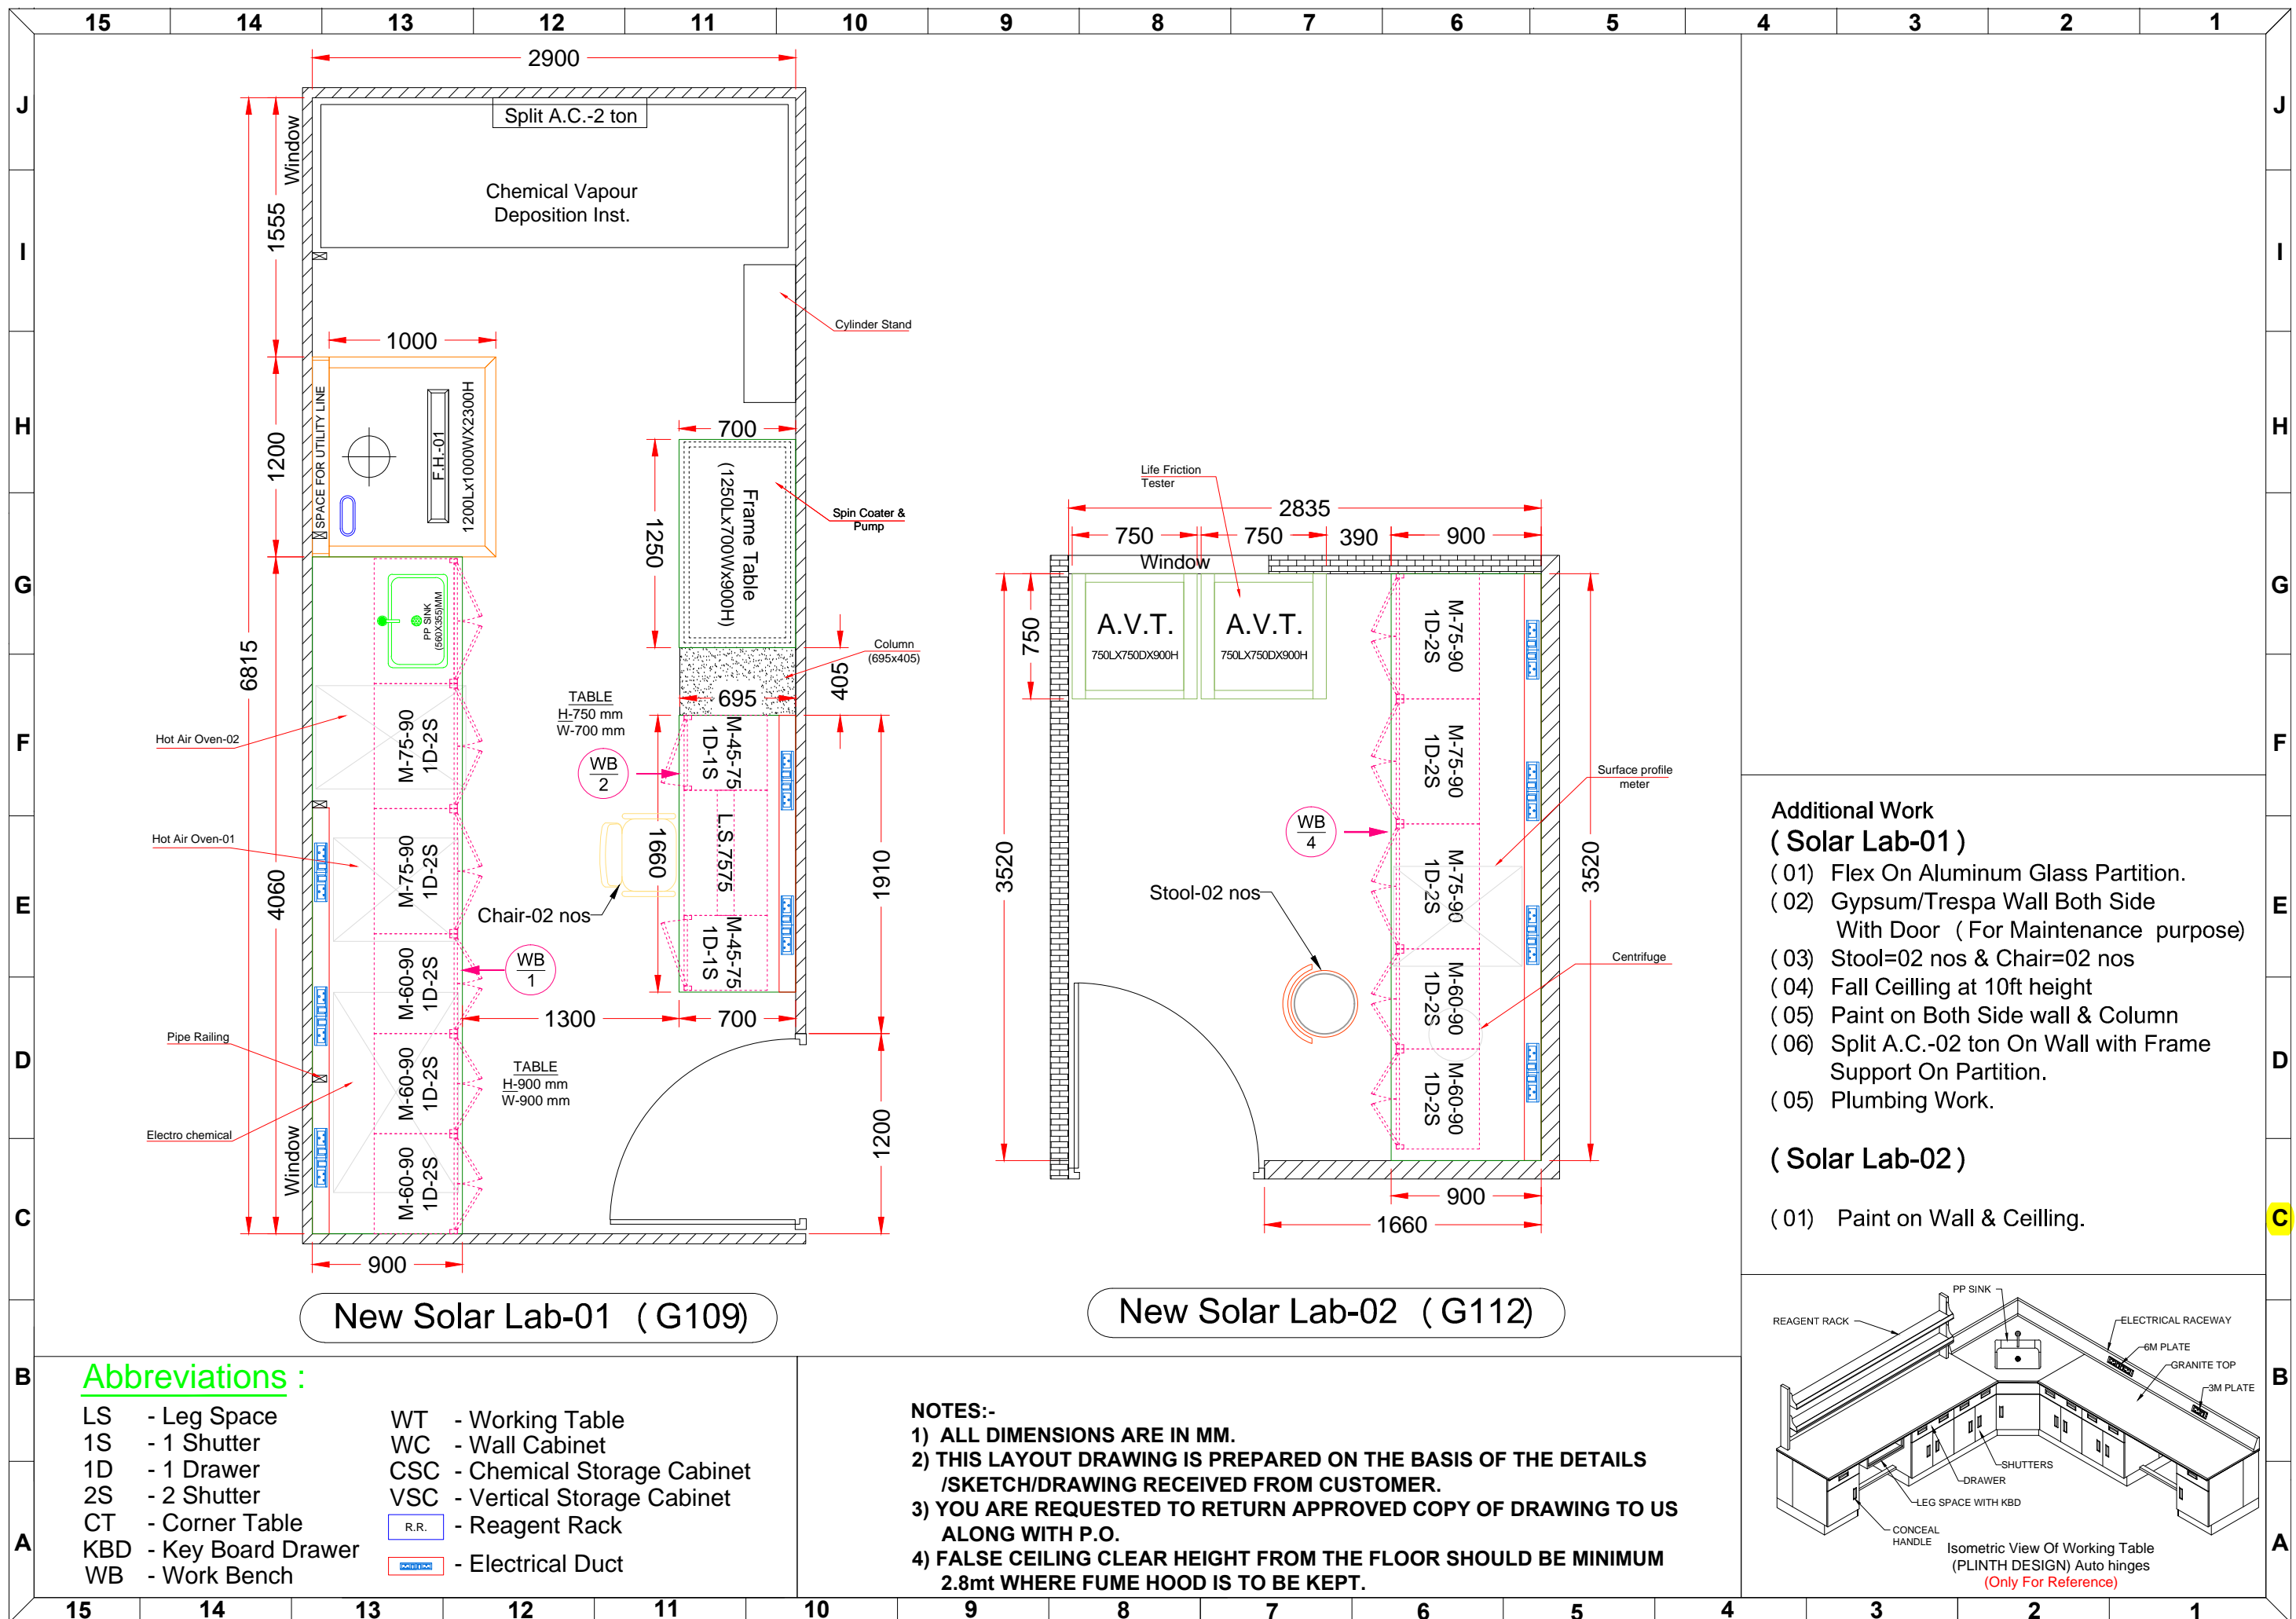 15 14 13 12 11 10 9 8 7 6 5 4 3 2 1
J
I
H
G
F
E
D
C
B
A
J
I
H
G
F
E
D
C
B
A
2900
Split A.C.-2 ton
Window
Chemical Vapour
Deposition Inst.
1555
Cylinder Stand
1000
SPACE FOR UTILITY LINE
F.H.-01
1200Lx1000WX2300H
1200
700
Frame Table
(1250Lx700Wx900H)
1250
Spin Coater &
Pump
PP SINK
(560X355)MM
6815
Column
(695x405)
405
695
TABLE
H-750 mm
W-700 mm
WB
2
Hot Air Oven-02
M-75-90
1D-2S
M-45-75
1D-1S
Hot Air Oven-01
M-75-90
1D-2S
L.S.7575
1660
1910
4060
Chair-02 nos
M-60-90
1D-2S
WB
1
M-45-75
1D-1S
1300
700
Pipe Railing
M-60-90
1D-2S
TABLE
H-900 mm
W-900 mm
Electro chemical
Window
M-60-90
1D-2S
1200
900
New Solar Lab-01 (G109)
Life Friction
Tester
2835
750 750 390 900
Window
A.V.T.
750LX750DX900H
A.V.T.
750LX750DX900H
750
M-75-90
1D-2S
M-75-90
1D-2S
Surface profile
meter
WB
4
M-75-90
1D-2S
3520
3520
Stool-02 nos
Centrifuge
M-60-90
1D-2S
M-60-90
1D-2S
900
1660
New Solar Lab-02 (G112)
Additional Work
(Solar Lab-01)
(01) Flex On Aluminum Glass Partition.
(02) Gypsum/Trespa Wall Both Side
With Door (For Maintenance purpose)
(03) Stool=02 nos & Chair=02 nos
(04) Fall Ceilling at 10ft height
(05) Paint on Both Side wall & Column
(06) Split A.C.-02 ton On Wall with Frame
Support On Partition.
(05) Plumbing Work.
(Solar Lab-02)
(01) Paint on Wall & Ceilling.
Abbreviations :
LS - Leg Space
1S - 1 Shutter
1D - 1 Drawer
2S - 2 Shutter
CT - Corner Table
KBD - Key Board Drawer
WB - Work Bench
WT - Working Table
WC - Wall Cabinet
CSC - Chemical Storage Cabinet
VSC - Vertical Storage Cabinet
R.R. - Reagent Rack
- Electrical Duct
NOTES:-
1) ALL DIMENSIONS ARE IN MM.
2) THIS LAYOUT DRAWING IS PREPARED ON THE BASIS OF THE DETAILS
/SKETCH/DRAWING RECEIVED FROM CUSTOMER.
3) YOU ARE REQUESTED TO RETURN APPROVED COPY OF DRAWING TO US
ALONG WITH P.O.
4) FALSE CEILING CLEAR HEIGHT FROM THE FLOOR SHOULD BE MINIMUM
2.8mt WHERE FUME HOOD IS TO BE KEPT.
PP SINK
REAGENT RACK
ELECTRICAL RACEWAY
6M PLATE
GRANITE TOP
3M PLATE
SHUTTERS
DRAWER
LEG SPACE WITH KBD
CONCEAL
HANDLE
Isometric View Of Working Table
(PLINTH DESIGN) Auto hinges
(Only For Reference)
15 14 13 12 11 10 9 8 7 6 5 4 3 2 1